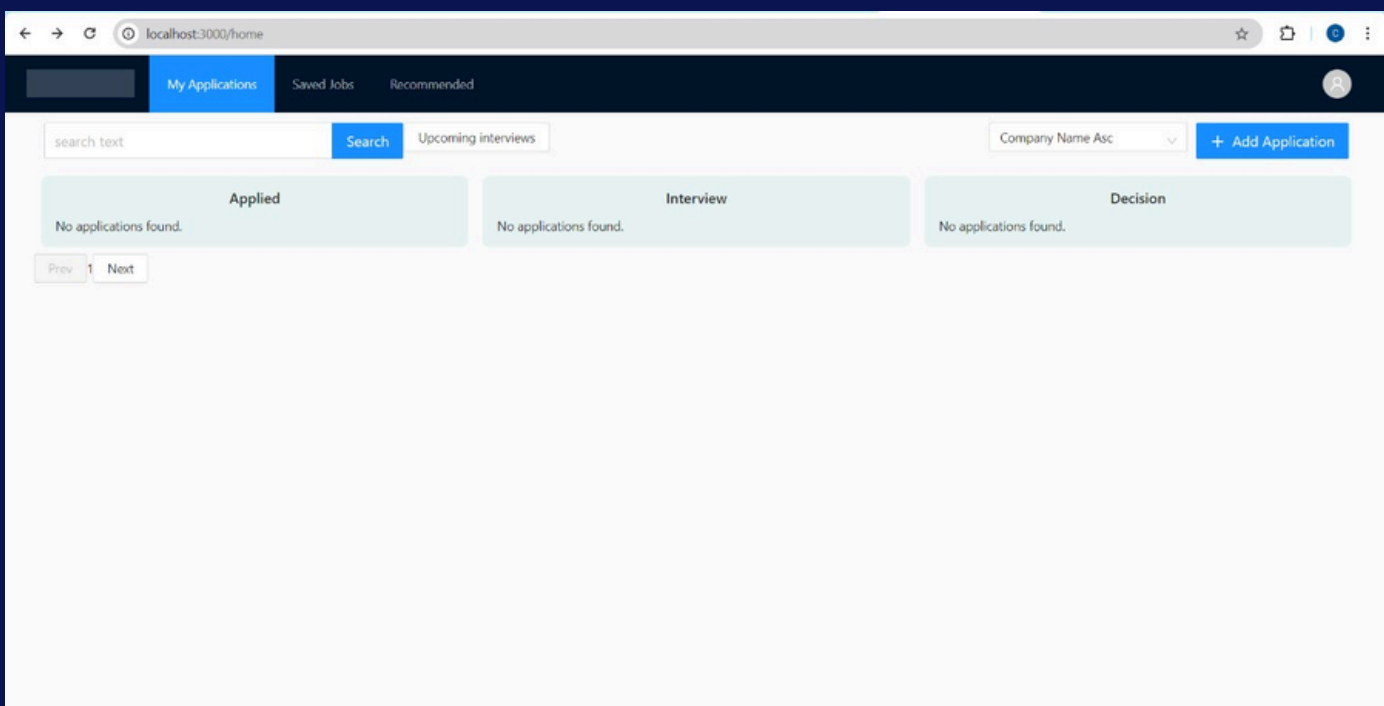 localhost:3000/home
C
My Applications Saved Jobs Recommended
search text Search Upcoming interviews Company Name Asc + Add Application
Applied Interview Decision
No applications found. No applications found. No applications found.
Prev 1 Next